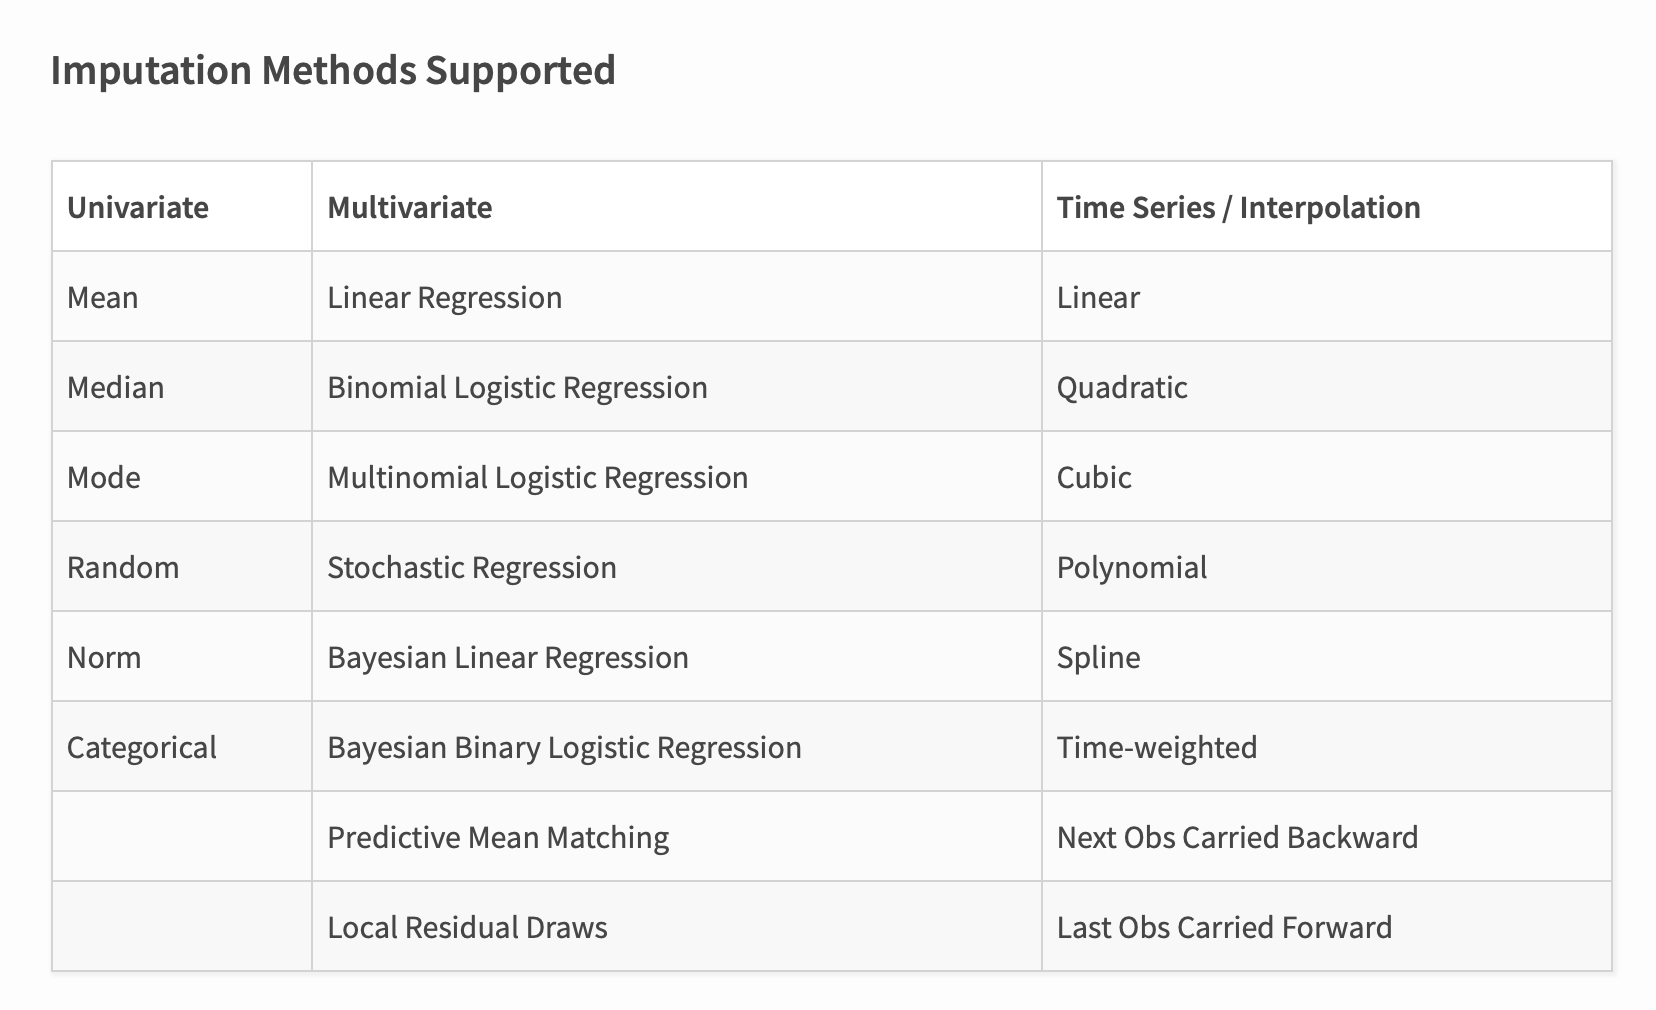 Imputation Methods Supported
Univariate Multivariate Time Series / Interpolation
Mean Linear Regression Linear
Median Binomial Logistic Regression Quadratic
Mode Multinomial Logistic Regression Cubic
Random Stochastic Regression Polynomial
Norm Bayesian Linear Regression Spline
Categorical Bayesian Binary Logistic Regression Time-weighted
Predictive Mean Matching Next Obs Carried Backward
Local Residual Draws Last Obs Carried Forward